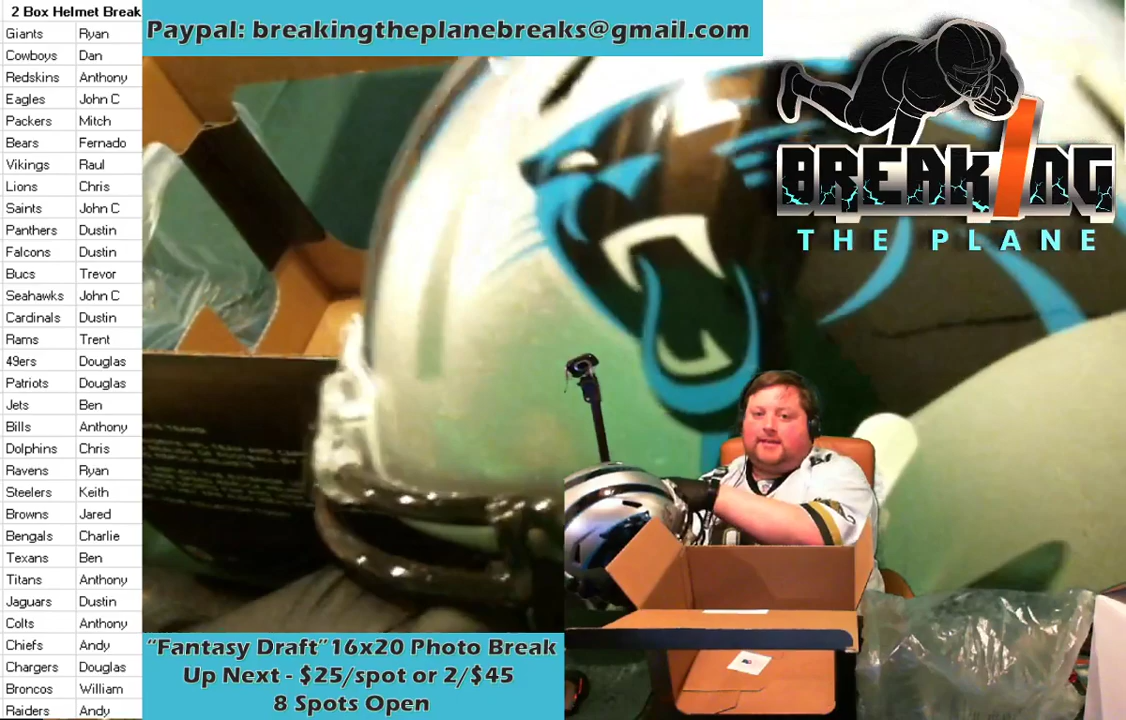 2 Box Helmet Break
Giants Ryan
Cowboys Dan
Redskins Anthony
Eagles John C
Packers Mitch
Bears Fernado
Vikings Raul
Lions Chris
Saints John C
Panthers Dustin
Falcons Dustin
Bucs Trevor
Seahawks John C
Cardinals Dustin
Rams Trent
49ers Douglas
Patriots Douglas
Jets Ben
Bills Anthony
Dolphins Chris
Ravens Ryan
Steelers Keith
Browns Jared
Bengals Charlie
Texans Ben
Titans Anthony
Jaguars Dustin
Colts Anthony
Chiefs Andy
Chargers Douglas
Broncos William
Raiders Andy
Paypal: breakingtheplanebreaks@gmail.com
BREAKING
THE PLANE
"Fantasy Draft"16x20 Photo Break
Up Next - $25/spot or 2/$45
8 Spots Open